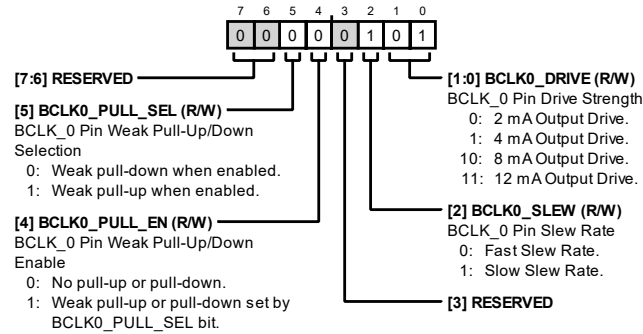 7 6 5 4 3 2 1 0
0 0 0 0 0 1 0 1
[7:6] RESERVED
[5] BCLK0_PULL_SEL (R/W)
BCLK_0 Pin Weak Pull-Up/Down
Selection
0: Weak pull-down when enabled.
1: Weak pull-up when enabled.
[4] BCLK0_PULL_EN (R/W)
BCLK_0 Pin Weak Pull-Up/Down
Enable
0: No pull-up or pull-down.
1: Weak pull-up or pull-down set by
BCLK0_PULL_SEL bit.
[1:0] BCLK0_DRIVE (R/W)
BCLK_0 Pin Drive Strength
0: 2 mA Output Drive.
1: 4 mA Output Drive.
10: 8 mA Output Drive.
11: 12 mA Output Drive.
[2] BCLK0_SLEW (R/W)
BCLK_0 Pin Slew Rate
0: Fast Slew Rate.
1: Slow Slew Rate.
[3] RESERVED